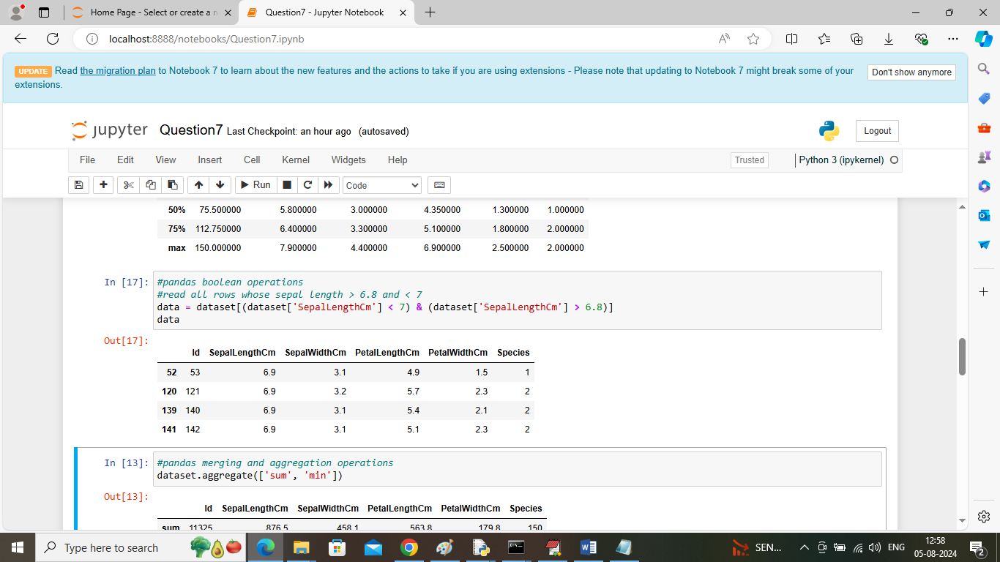 Home Page - Select or create a n
Question7 - Jupyter Notebook
localhost:8888/notebooks/Question7.ipynb
UPDATE Read the migration plan to Notebook 7 to learn about the new features and the actions to take if you are using extensions - Please note that updating to Notebook 7 might break some of your
extensions.
Don't show anymore
jupyter Question7 Last Checkpoint: an hour ago (autosaved)
Logout
File Edit View Insert Cell Kernel Widgets Help
Trusted
Python 3 (ipykernel)
Run
Code
50% 75.500000 5.800000 3.000000 4.350000 1.300000 1.000000
75% 112.750000 6.400000 3.300000 5.100000 1.800000 2.000000
max 150.000000 7.900000 4.400000 6.900000 2.500000 2.000000
In [17]: #pandas boolean operations
#read all rows whose sepal length > 6.8 and < 7
data = dataset[(dataset['SepalLengthCm'] < 7) & (dataset['SepalLengthCm'] > 6.8)]
data
Out[17]:
Id SepalLengthCm SepalWidthCm PetalLengthCm PetalWidthCm Species
52 53 6.9 3.1 4.9 1.5 1
120 121 6.9 3.2 5.7 2.3 2
139 140 6.9 3.1 5.4 2.1 2
141 142 6.9 3.1 5.1 2.3 2
In [13]: #pandas merging and aggregation operations
dataset.aggregate(['sum', 'min'])
Out[13]:
Id SepalLengthCm SepalWidthCm PetalLengthCm PetalWidthCm Species
sum 11325 876.5 458.1 563.8 179.8 150
Type here to search
SEN...
ENG
12:58
05-08-2024
2